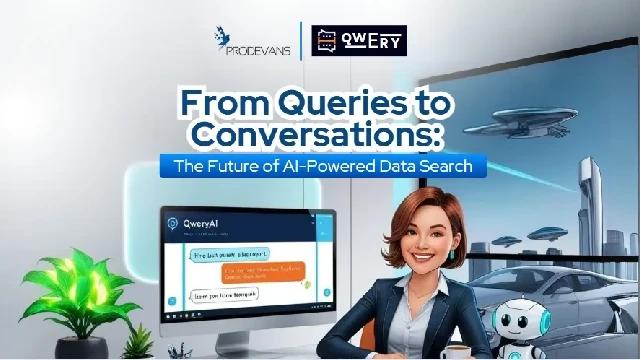 PRODEVANS
QWERY
From Queries to
Conversations:
The Future of AI-Powered Data Search
QweryAI